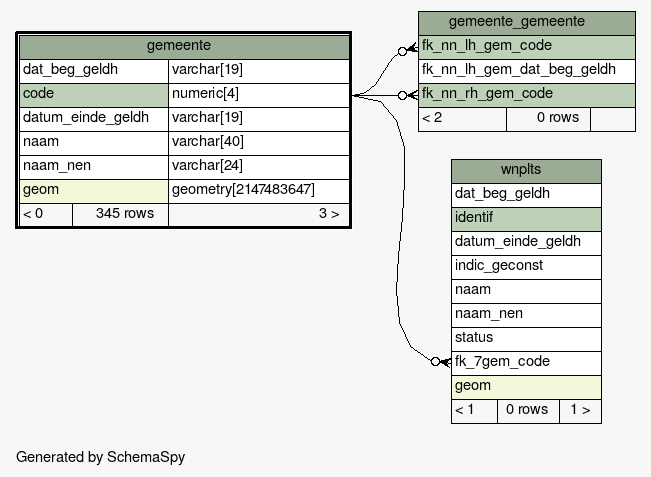 gemeente
dat_beg_geldh varchar[19]
code numeric[4]
datum_einde_geldh varchar[19]
naam varchar[40]
naam_nen varchar[24]
geom geometry[2147483647]
< 0 345 rows 3 >
gemeente_gemeente
fk_nn_lh_gem_code
fk_nn_lh_gem_dat_beg_geldh
fk_nn_rh_gem_code
< 2 0 rows
wnplts
dat_beg_geldh
identif
datum_einde_geldh
indic_geconst
naam
naam_nen
status
fk_7gem_code
geom
< 1 0 rows 1 >
Generated by SchemaSpy